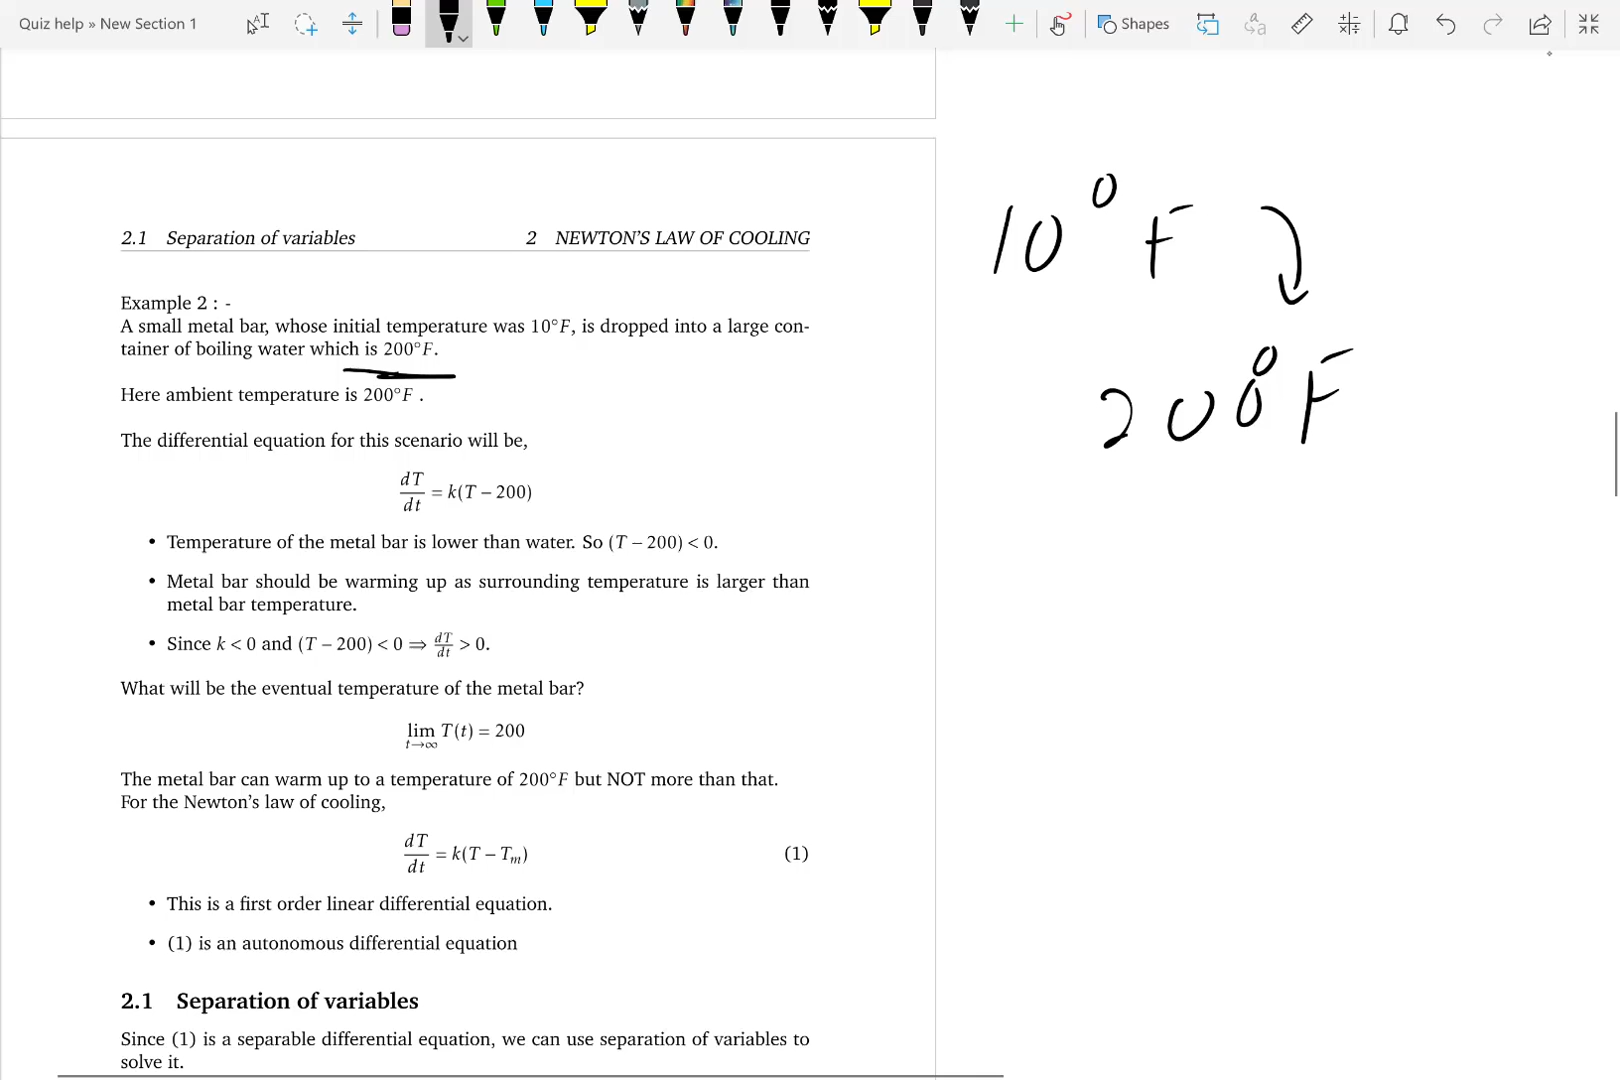 Quiz help » New Section 1
Shapes
2.1 Separation of variables 2 NEWTON'S LAW OF COOLING
Example 2 : -
A small metal bar, whose initial temperature was 10°F, is dropped into a large con-
tainer of boiling water which is 200°F.
Here ambient temperature is 200°F .
The differential equation for this scenario will be,
dT/dt = k(T − 200)
• Temperature of the metal bar is lower than water. So (T − 200) < 0.
• Metal bar should be warming up as surrounding temperature is larger than
metal bar temperature.
• Since k < 0 and (T − 200) < 0 ⇒ dT/dt > 0.
What will be the eventual temperature of the metal bar?
lim t→∞ T(t) = 200
The metal bar can warm up to a temperature of 200°F but NOT more than that.
For the Newton's law of cooling,
dT/dt = k(T − Tₘ) (1)
• This is a first order linear differential equation.
• (1) is an autonomous differential equation
2.1 Separation of variables
Since (1) is a separable differential equation, we can use separation of variables to
solve it.
10°F
200°F